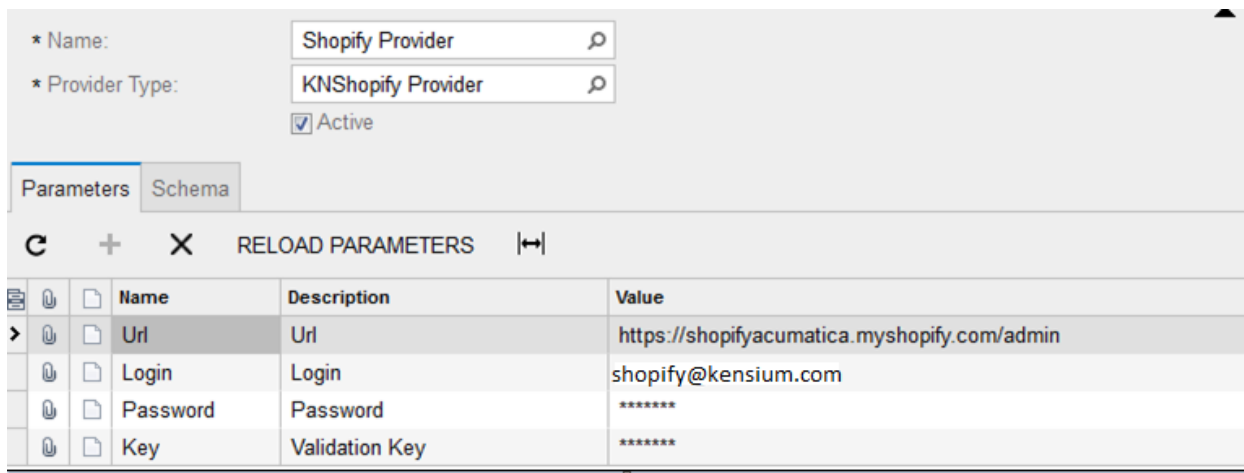 * Name: Shopify Provider
* Provider Type: KNShopify Provider
Active
Parameters Schema
RELOAD PARAMETERS
Name Description Value
Url Url https://shopifyacumatica.myshopify.com/admin
Login Login shopify@kensium.com
Password Password *******
Key Validation Key *******